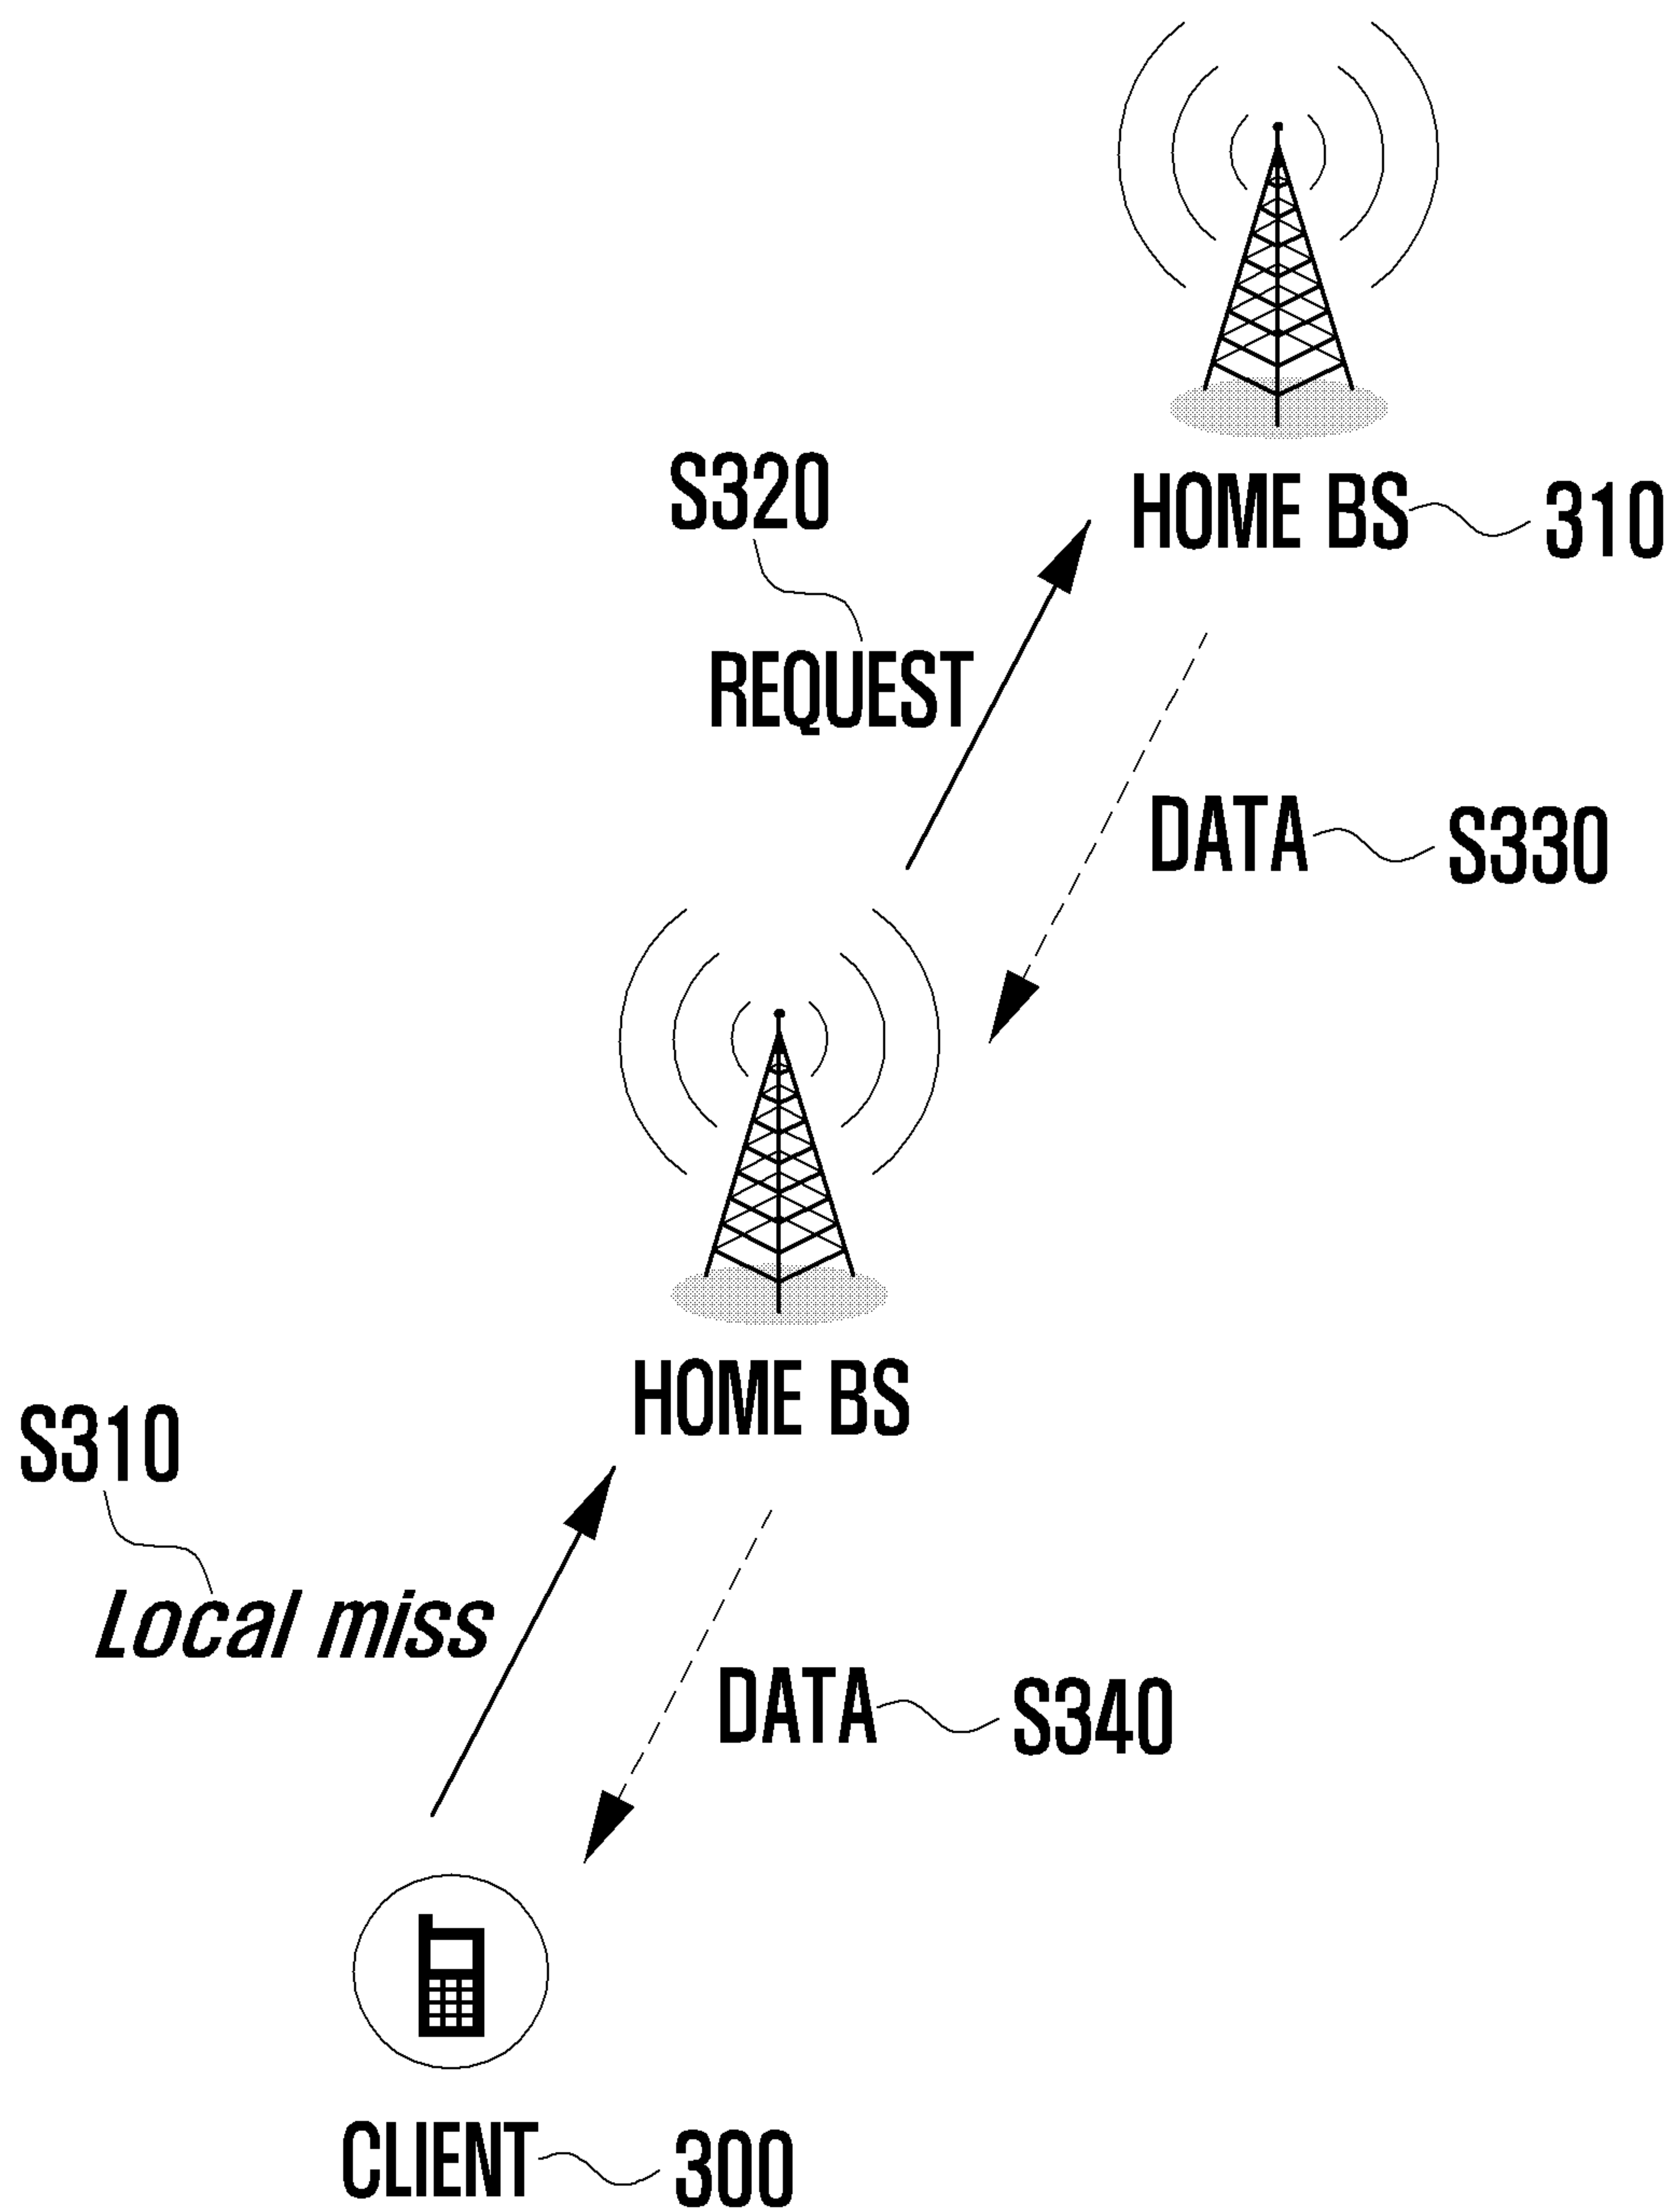 S320
HOME BS 310
REQUEST
DATA S330
HOME BS
S310
Local miss
DATA S340
CLIENT 300